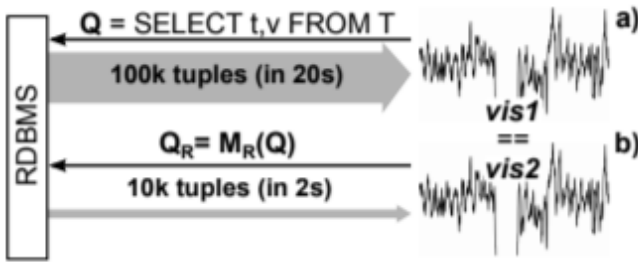 RDBMS
Q = SELECT t,v FROM T
a)
100k tuples (in 20s)
vis1
==
vis2
b)
QR= MR(Q)
10k tuples (in 2s)